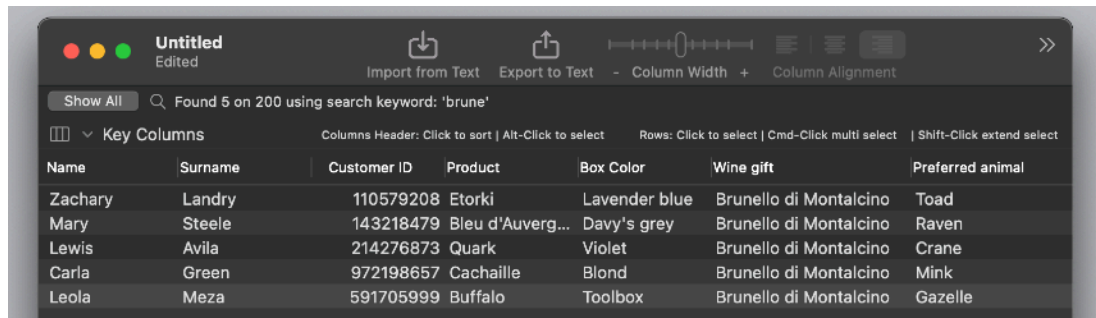 Untitled
Edited
Import from Text Export to Text - Column Width + Column Alignment
Show All Found 5 on 200 using search keyword: 'brune'
Key Columns Columns Header: Click to sort | Alt-Click to select Rows: Click to select | Cmd-Click multi select | Shift-Click extend select
Name Surname Customer ID Product Box Color Wine gift Preferred animal
Zachary Landry 110579208 Etorki Lavender blue Brunello di Montalcino Toad
Mary Steele 143218479 Bleu d'Auverg... Davy's grey Brunello di Montalcino Raven
Lewis Avila 214276873 Quark Violet Brunello di Montalcino Crane
Carla Green 972198657 Cachaille Blond Brunello di Montalcino Mink
Leola Meza 591705999 Buffalo Toolbox Brunello di Montalcino Gazelle